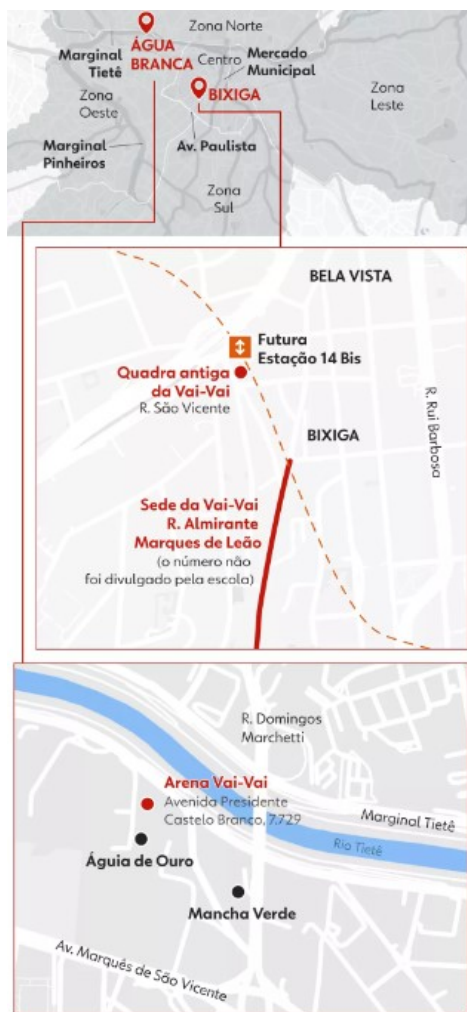 Zona Norte
ÁGUA
BRANCA
Marginal
Tietê
Centro
Mercado
Municipal
Zona
Oeste
BIXIGA
Zona
Leste
Marginal
Pinheiros
Av. Paulista
Zona
Sul
BELA VISTA
Futura
Estação 14 Bis
Quadra antiga
da Vai-Vai
R. São Vicente
R. Rui Barbosa
BIXIGA
Sede da Vai-Vai
R. Almirante
Marques de Leão
(o número não
foi divulgado pela escola)
R. Domingos
Marchetti
Arena Vai-Vai
Avenida Presidente
Castelo Branco, 7.729
Marginal Tietê
Rio Tietê
Águia de Ouro
Mancha Verde
Av. Marquês de São Vicente